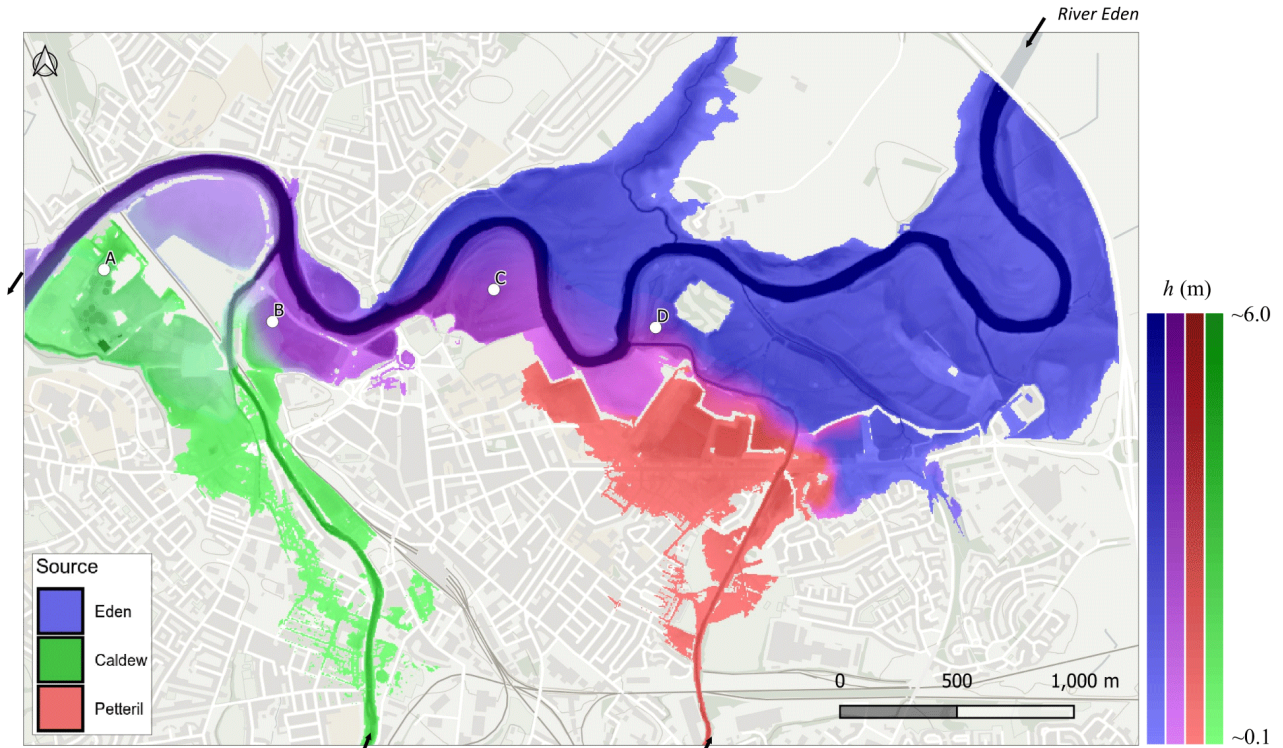 River Eden
A
C
B
D
h (m)
~6.0
~0.1
Source
Eden
Caldew
Petteril
0 500 1,000 m